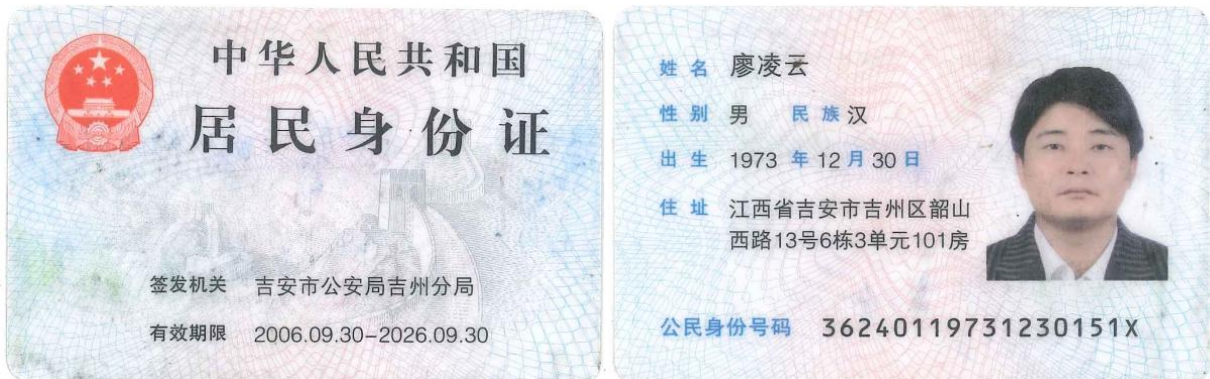 中华人民共和国
居民身份证
签发机关 吉安市公安局吉州分局
有效期限 2006.09.30-2026.09.30
姓名 廖凌云
性别 男 民族 汉
出生 1973 年 12 月 30 日
住址 江西省吉安市吉州区韶山
西路13号6栋3单元101房
公民身份号码 36240119731230151X